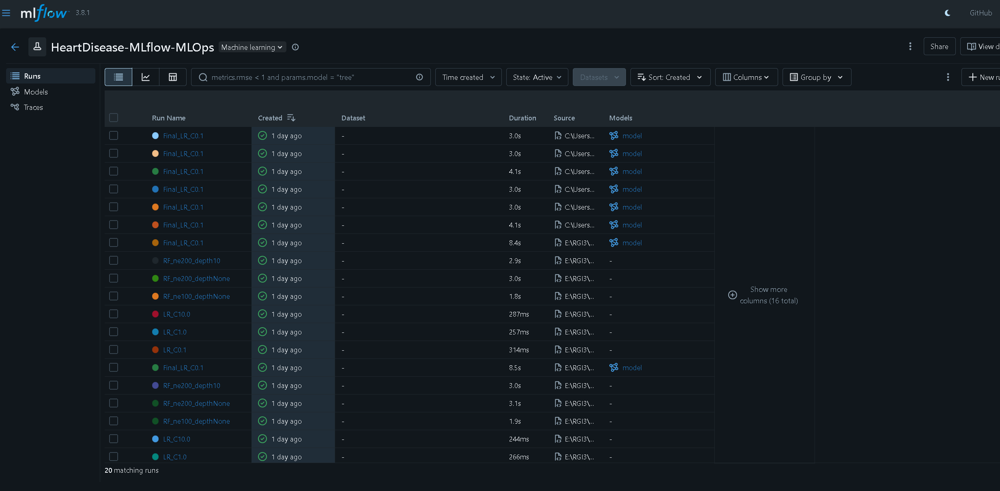 mlflow™ 3.8.1 GitHub
HeartDisease-MLflow-MLOps Machine learning Share View d
Runs
Models
Traces
metrics.rmse < 1 and params.model = "tree" Time created State: Active Datasets Sort: Created Columns Group by New ru
Run Name Created Dataset Duration Source Models
Final_LR_C0.1 1 day ago - 3.0s C:\Users... model
Final_LR_C0.1 1 day ago - 3.0s C:\Users... model
Final_LR_C0.1 1 day ago - 4.1s C:\Users... model
Final_LR_C0.1 1 day ago - 3.0s C:\Users... model
Final_LR_C0.1 1 day ago - 3.0s C:\Users... model
Final_LR_C0.1 1 day ago - 4.1s C:\Users... model
Final_LR_C0.1 1 day ago - 8.4s E:\RGI3\... model
RF_ne200_depth10 1 day ago - 2.9s E:\RGI3\... -
RF_ne200_depthNone 1 day ago - 3.0s E:\RGI3\... -
RF_ne100_depthNone 1 day ago - 1.8s E:\RGI3\... -
LR_C10.0 1 day ago - 287ms E:\RGI3\... -
LR_C1.0 1 day ago - 257ms E:\RGI3\... -
LR_C0.1 1 day ago - 314ms E:\RGI3\... -
Final_LR_C0.1 1 day ago - 8.5s E:\RGI3\... model
RF_ne200_depth10 1 day ago - 3.0s E:\RGI3\... -
RF_ne200_depthNone 1 day ago - 3.1s E:\RGI3\... -
RF_ne100_depthNone 1 day ago - 1.9s E:\RGI3\... -
LR_C10.0 1 day ago - 244ms E:\RGI3\... -
LR_C1.0 1 day ago - 266ms E:\RGI3\... -
Show more
columns (16 total)
20 matching runs